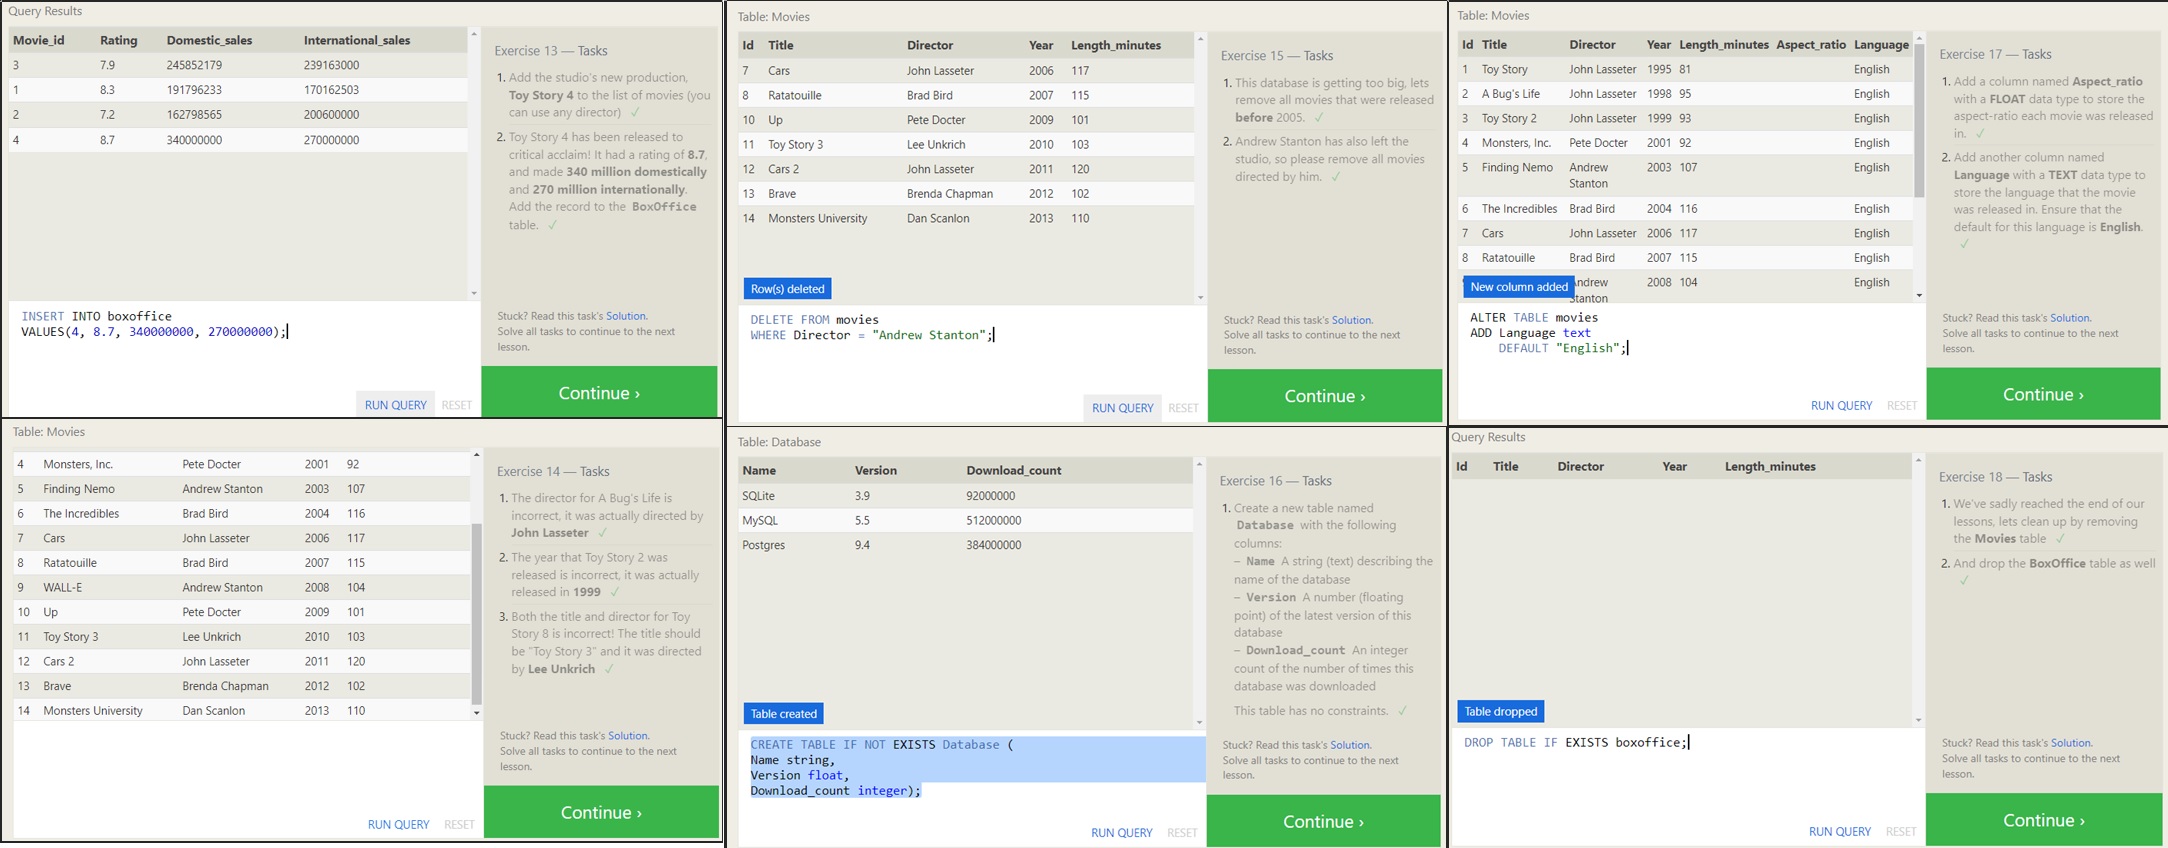 Query Results
Movie_id Rating Domestic_sales International_sales
3 7.9 245852179 239163000
1 8.3 191796233 170162503
2 7.2 162798565 200600000
4 8.7 340000000 270000000
INSERT INTO boxoffice
VALUES(4, 8.7, 340000000, 270000000);
RUN QUERY RESET
Exercise 13 — Tasks
1. Add the studio's new production,
Toy Story 4 to the list of movies (you
can use any director) ✓
2. Toy Story 4 has been released to
critical acclaim! It had a rating of 8.7,
and made 340 million domestically
and 270 million internationally.
Add the record to the BoxOffice
table. ✓
Stuck? Read this task's Solution.
Solve all tasks to continue to the next
lesson.
Continue ›
Table: Movies
Id Title Director Year Length_minutes
7 Cars John Lasseter 2006 117
8 Ratatouille Brad Bird 2007 115
10 Up Pete Docter 2009 101
11 Toy Story 3 Lee Unkrich 2010 103
12 Cars 2 John Lasseter 2011 120
13 Brave Brenda Chapman 2012 102
14 Monsters University Dan Scanlon 2013 110
Row(s) deleted
DELETE FROM movies
WHERE Director = "Andrew Stanton";
RUN QUERY RESET
Exercise 15 — Tasks
1. This database is getting too big, lets
remove all movies that were released
before 2005. ✓
2. Andrew Stanton has also left the
studio, so please remove all movies
directed by him. ✓
Stuck? Read this task's Solution.
Solve all tasks to continue to the next
lesson.
Continue ›
Table: Movies
Id Title Director Year Length_minutes Aspect_ratio Language
1 Toy Story John Lasseter 1995 81 English
2 A Bug's Life John Lasseter 1998 95 English
3 Toy Story 2 John Lasseter 1999 93 English
4 Monsters, Inc. Pete Docter 2001 92 English
5 Finding Nemo Andrew 2003 107 English
Stanton
6 The Incredibles Brad Bird 2004 116 English
7 Cars John Lasseter 2006 117 English
8 Ratatouille Brad Bird 2007 115 English
Andrew 2008 104 English
Stanton
New column added
ALTER TABLE movies
ADD Language text
DEFAULT "English";
RUN QUERY RESET
Exercise 17 — Tasks
1. Add a column named Aspect_ratio
with a FLOAT data type to store the
aspect-ratio each movie was released
in. ✓
2. Add another column named
Language with a TEXT data type to
store the language that the movie
was released in. Ensure that the
default for this language is English.
✓
Stuck? Read this task's Solution.
Solve all tasks to continue to the next
lesson.
Continue ›
Table: Movies
4 Monsters, Inc. Pete Docter 2001 92
5 Finding Nemo Andrew Stanton 2003 107
6 The Incredibles Brad Bird 2004 116
7 Cars John Lasseter 2006 117
8 Ratatouille Brad Bird 2007 115
9 WALL-E Andrew Stanton 2008 104
10 Up Pete Docter 2009 101
11 Toy Story 3 Lee Unkrich 2010 103
12 Cars 2 John Lasseter 2011 120
13 Brave Brenda Chapman 2012 102
14 Monsters University Dan Scanlon 2013 110
RUN QUERY RESET
Exercise 14 — Tasks
1. The director for A Bug's Life is
incorrect, it was actually directed by
John Lasseter ✓
2. The year that Toy Story 2 was
released is incorrect, it was actually
released in 1999 ✓
3. Both the title and director for Toy
Story 8 is incorrect! The title should
be "Toy Story 3" and it was directed
by Lee Unkrich ✓
Stuck? Read this task's Solution.
Solve all tasks to continue to the next
lesson.
Continue ›
Table: Database
Name Version Download_count
SQLite 3.9 92000000
MySQL 5.5 512000000
Postgres 9.4 384000000
Table created
CREATE TABLE IF NOT EXISTS Database (
Name string,
Version float,
Download_count integer);
RUN QUERY RESET
Exercise 16 — Tasks
1. Create a new table named
Database with the following
columns:
– Name A string (text) describing the
name of the database
– Version A number (floating
point) of the latest version of this
database
– Download_count An integer
count of the number of times this
database was downloaded
This table has no constraints. ✓
Stuck? Read this task's Solution.
Solve all tasks to continue to the next
lesson.
Continue ›
Query Results
Id Title Director Year Length_minutes
Table dropped
DROP TABLE IF EXISTS boxoffice;
RUN QUERY RESET
Exercise 18 — Tasks
1. We've sadly reached the end of our
lessons, lets clean up by removing
the Movies table ✓
2. And drop the BoxOffice table as well
✓
Stuck? Read this task's Solution.
Solve all tasks to continue to the next
lesson.
Continue ›